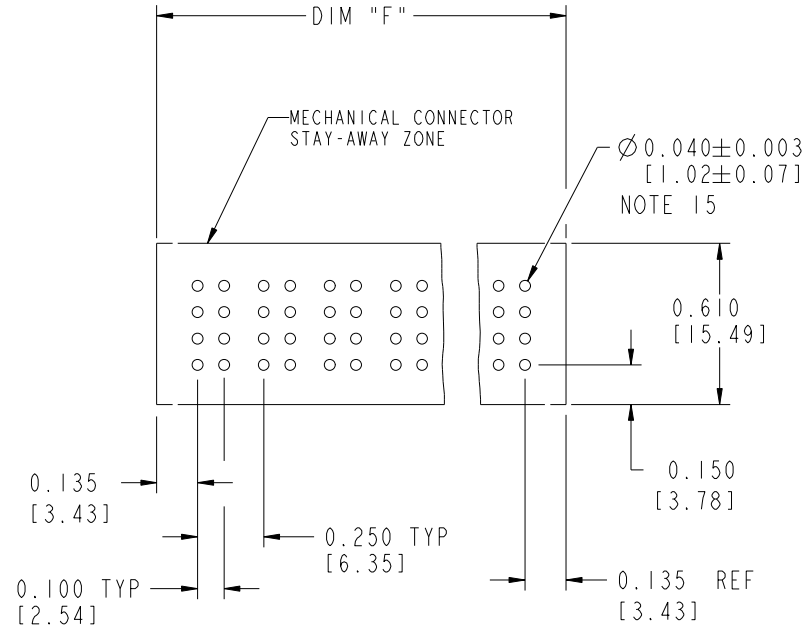 DIM "F"
MECHANICAL CONNECTOR
STAY-AWAY ZONE
Ø0.040±0.003
[1.02±0.07]
NOTE 15
0.610
[15.49]
0.135
[3.43]
0.150
[3.78]
0.250 TYP
[6.35]
0.100 TYP
[2.54]
0.135 REF
[3.43]